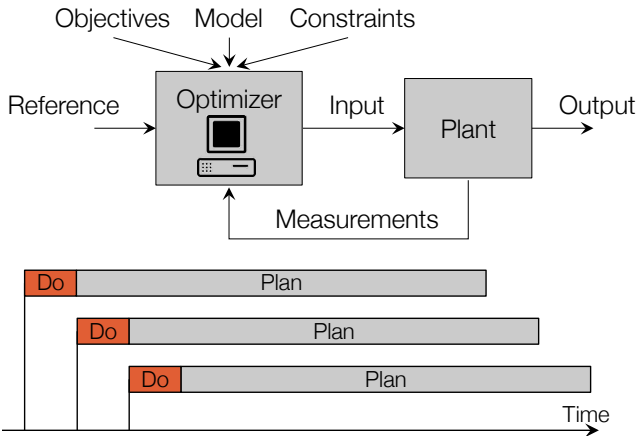 Objectives Model Constraints
Reference Optimizer Input Plant Output
Measurements
Do Plan
Do Plan
Do Plan
Time